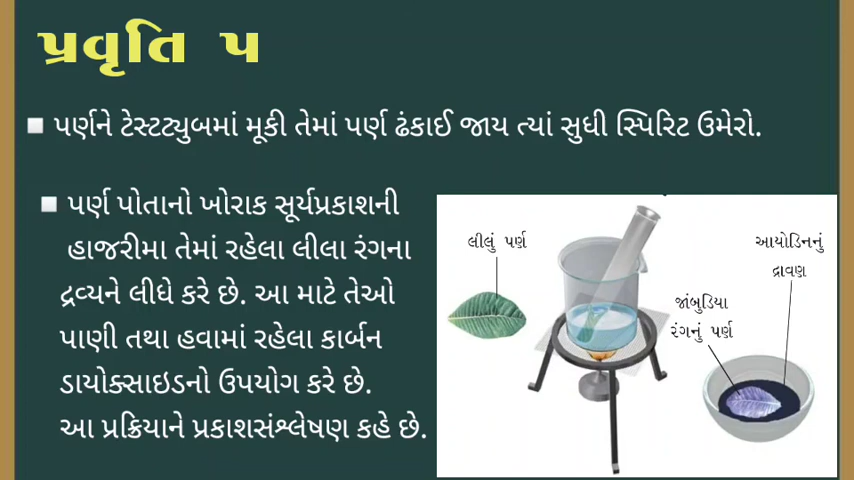 પ્રવૃતિ ૫
પર્ણને ટેસ્ટટ્યુબમાં મૂકી તેમાં પર્ણ ઢંકાઈ જાય ત્યાં સુધી સ્પિરિટ ઉમેરો.
પર્ણ પોતાનો ખોરાક સૂર્યપ્રકાશની
હાજરીમા તેમાં રહેલા લીલા રંગના
દ્રવ્યને લીધે કરે છે. આ માટે તેઓ
પાણી તથા હવામાં રહેલા કાર્બન
ડાયોક્સાઇડનો ઉપયોગ કરે છે.
આ પ્રક્રિયાને પ્રકાશસંશ્લેષણ કહે છે.
લીલું પર્ણ
આયોડિનનું
દ્રાવણ
જાંબુડિયા
રંગનું પર્ણ